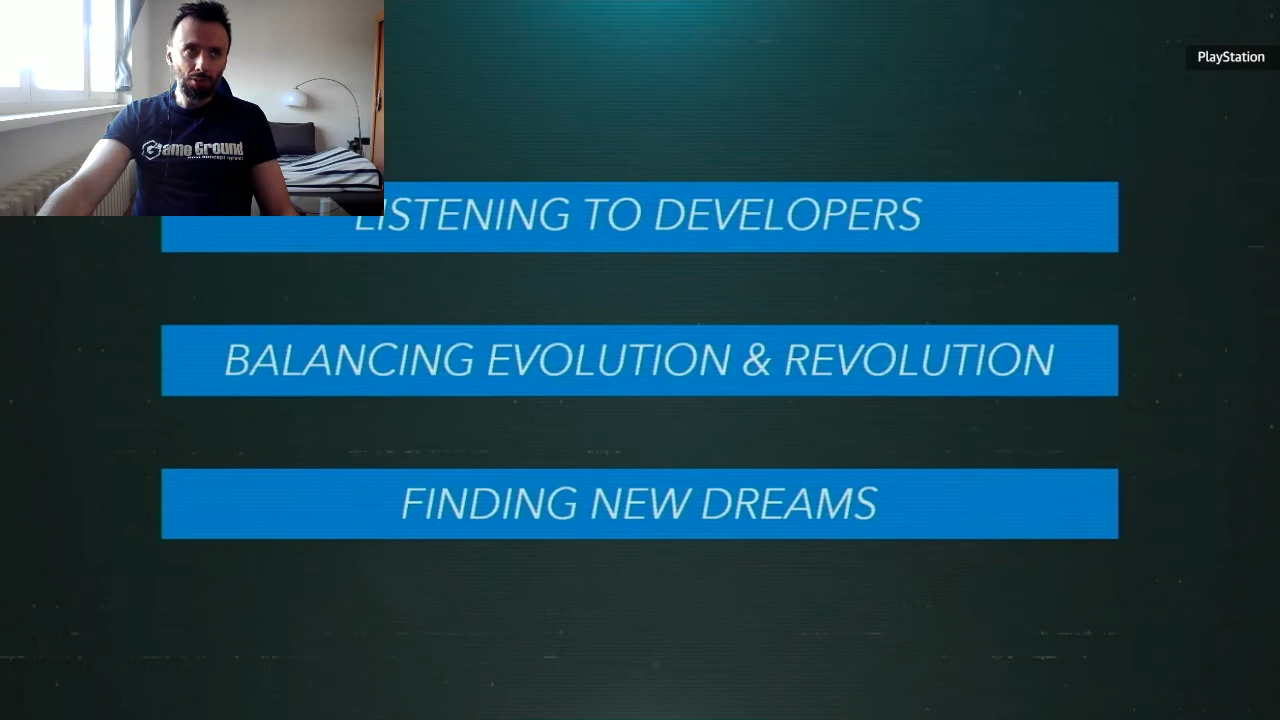 PlayStation
Game Ground
LISTENING TO DEVELOPERS
BALANCING EVOLUTION & REVOLUTION
FINDING NEW DREAMS